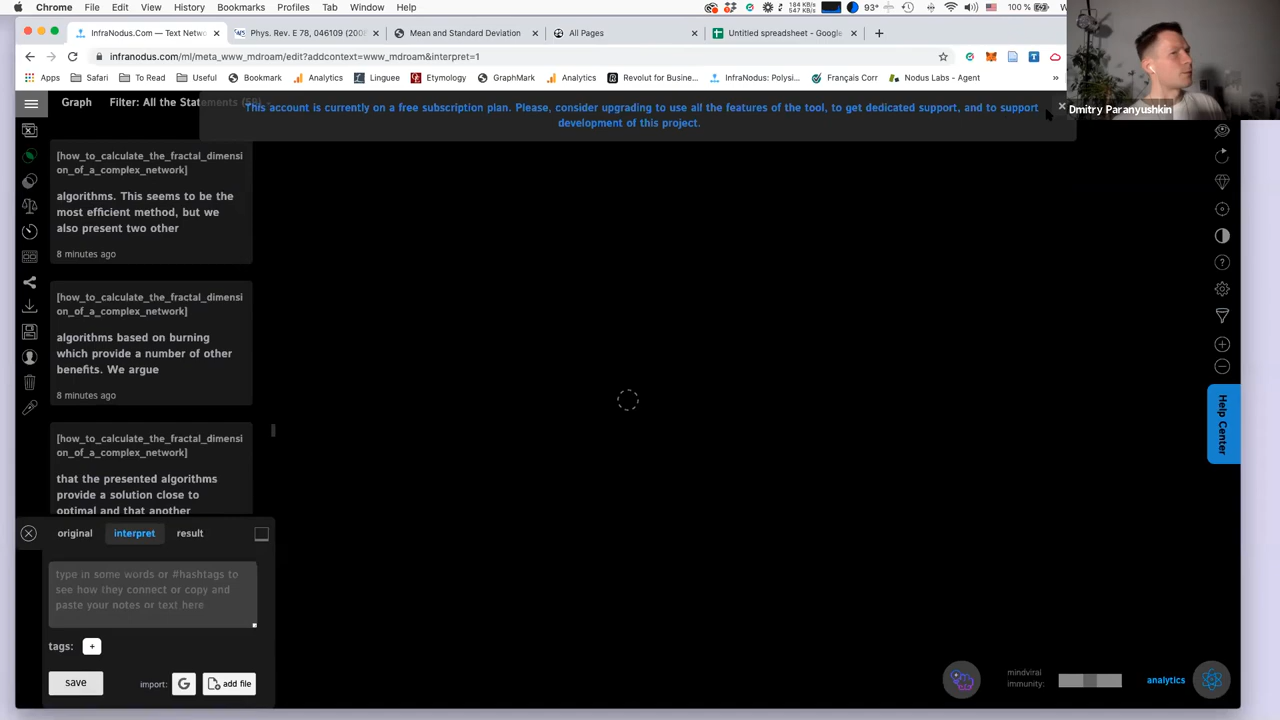 Chrome File Edit View History Bookmarks Profiles Tab Window Help
184 KB/s
547 KB/s
93°
100 %
InfraNodus.Com — Text Netw
Phys. Rev. E 78, 046109 (2008
Mean and Standard Deviation
All Pages
Untitled spreadsheet - Google
infranodus.com/ml/meta_www_mdroam/edit?addcontext=www_mdroam&interpret=1
Apps
Safari
To Read
Useful
Bookmark
Analytics
Linguee
Etymology
GraphMark
Analytics
Revolut for Busine...
InfraNodus: Polysi...
Français Corr
Nodus Labs - Agent
»
Dmitry Paranyushkin
Graph
Filter: All the Statements
This account is currently on a free subscription plan. Please, consider upgrading to use all the features of the tool, to get dedicated support, and to support
development of this project.
[how_to_calculate_the_fractal_dimensi
on_of_a_complex_network]
algorithms. This seems to be the
most efficient method, but we
also present two other
8 minutes ago
[how_to_calculate_the_fractal_dimensi
on_of_a_complex_network]
algorithms based on burning
which provide a number of other
benefits. We argue
8 minutes ago
[how_to_calculate_the_fractal_dimensi
on_of_a_complex_network]
that the presented algorithms
provide a solution close to
optimal and that another
original
interpret
result
type in some words or #hashtags to
see how they connect or copy and
paste your notes or text here
tags: +
save
import:
G
add file
Help Center
mindviral
immunity:
analytics